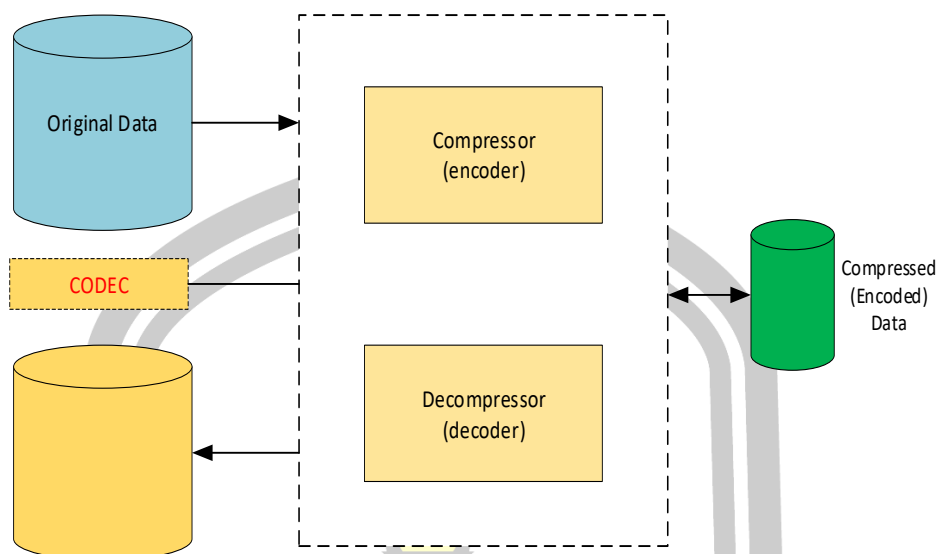 Original Data
Compressor
(encoder)
CODEC
Compressed
(Encoded)
Data
Decompressor
(decoder)